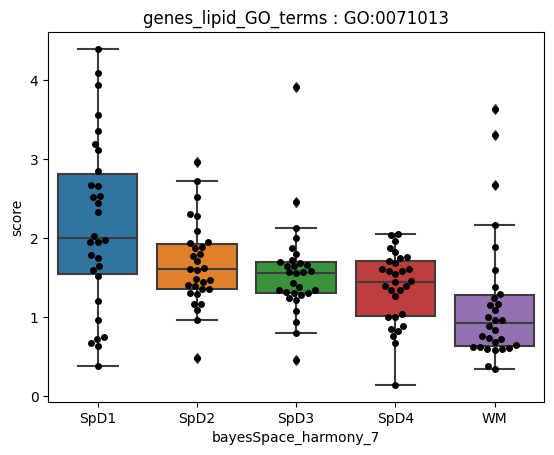 genes_lipid_GO_terms : GO:0071013
score
4
3
2
1
0
SpD1 SpD2 SpD3 SpD4 WM
bayesSpace_harmony_7